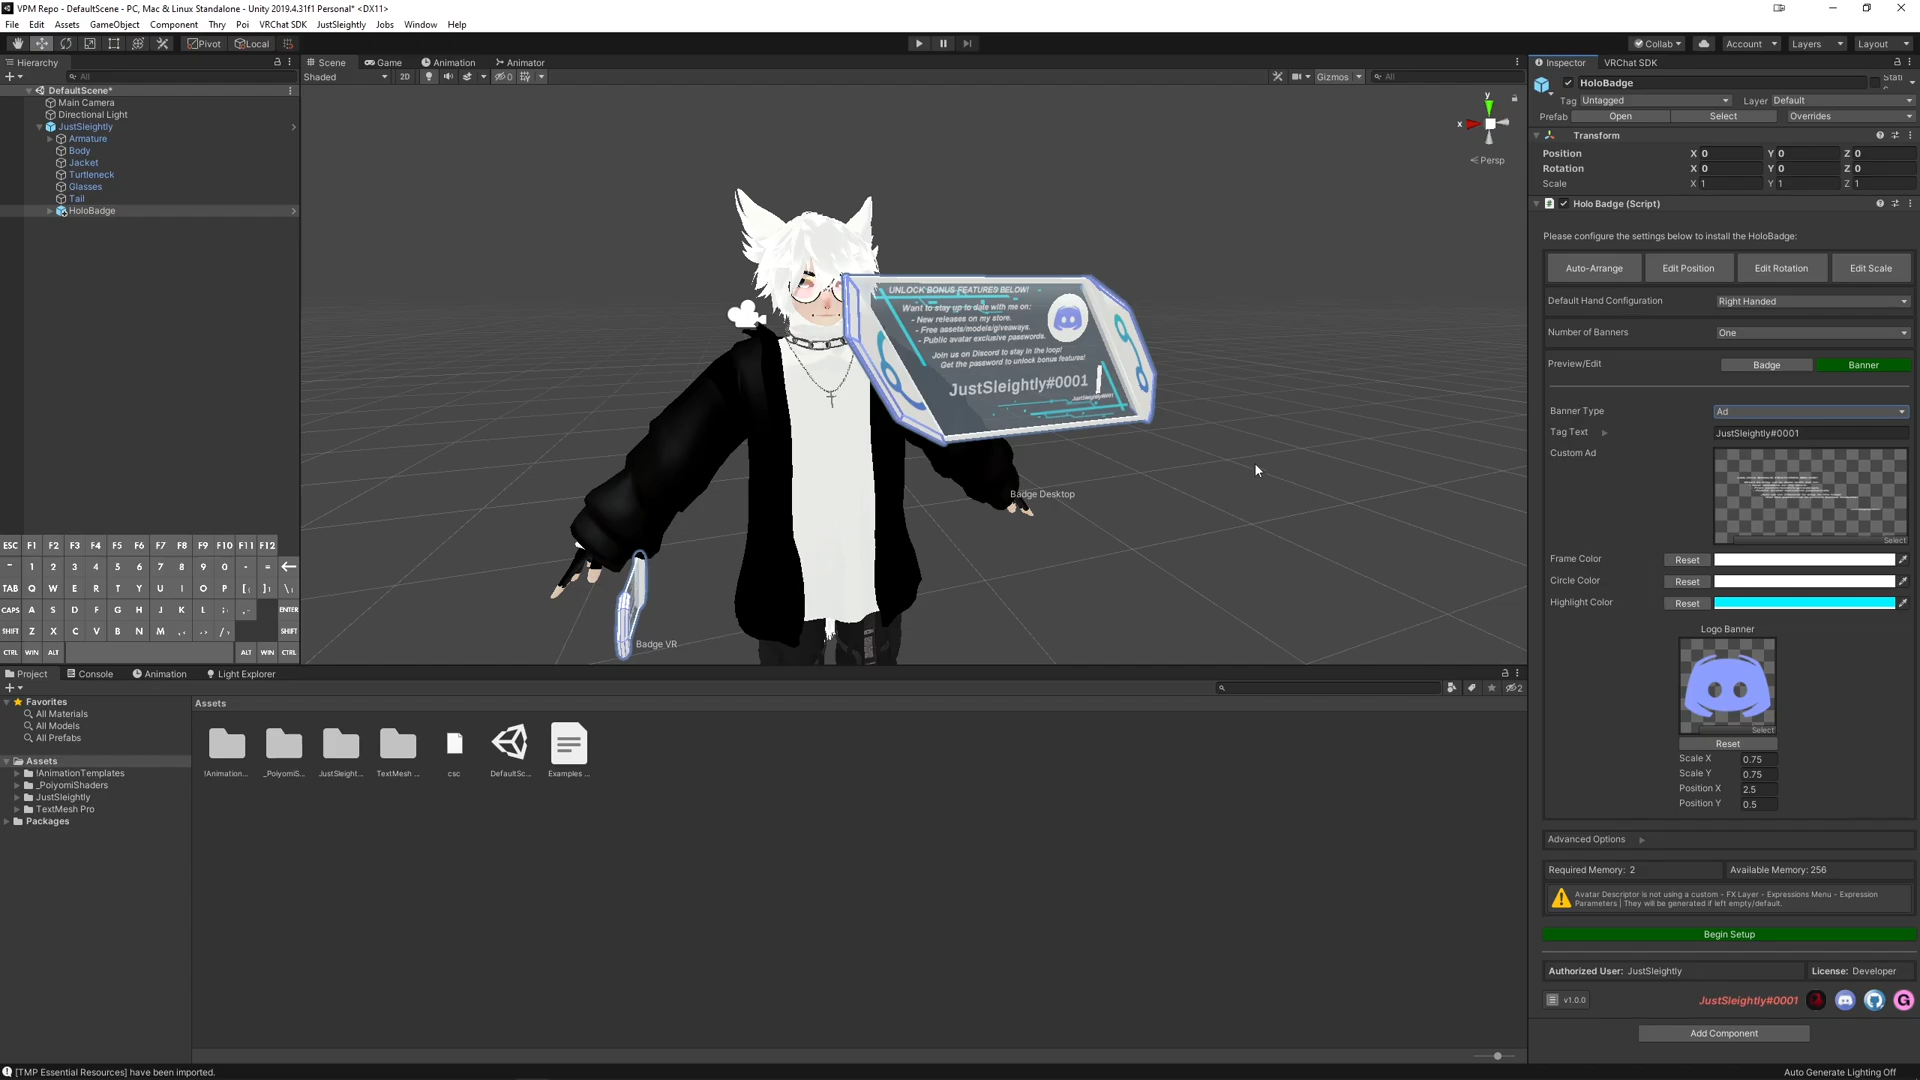 VPM Repo - DefaultScene - PC, Mac & Linux Standalone - Unity 2019.4.31f1 Personal* <DX11>
File Edit Assets GameObject Component Thry Poi VRChat SDK JustSleightly Jobs Window Help
Pivot Local Collab Account Layers Layout
Hierarchy
All
DefaultScene*
Main Camera
Directional Light
JustSleightly
Armature
Body
Jacket
Turtleneck
Glasses
Tail
HoloBadge
ESC F1 F2 F3 F4 F5 F6 F7 F8 F9 F10 F11 F12
~ 1 2 3 4 5 6 7 8 9 0 - =
TAB Q W E R T Y U I O P [ ] \
CAPS A S D F G H J K L ; ENTER
SHIFT Z X C V B N M , . / SHIFT
CTRL WIN ALT ALT WIN CTRL
Scene Game Animation Animator
Shaded 2D 0 Gizmos All
y
x
Persp
UNLOCK BONUS FEATURED BELOW!
Want to stay up to date with me on:
- New releases on my store.
- Free assets/models/giveaways.
- Public avatar exclusive passwords.
Join us on Discord to stay in the loop!
Get the password to unlock bonus features!
JustSleightly#0001
JustSleightly#0001
Badge Desktop
Badge VR
Inspector VRChat SDK
HoloBadge
Tag Untagged Layer Default
Prefab Open Select Overrides
Transform
Position X 0 Y 0 Z 0
Rotation X 0 Y 0 Z 0
Scale X 1 Y 1 Z 1
Holo Badge (Script)
Please configure the settings below to install the HoloBadge:
Auto-Arrange Edit Position Edit Rotation Edit Scale
Default Hand Configuration Right Handed
Number of Banners One
Preview/Edit Badge Banner
Banner Type Ad
Tag Text JustSleightly#0001
Custom Ad
Select
Frame Color Reset
Circle Color Reset
Highlight Color Reset
Logo Banner
Select
Reset
Scale X 0.75
Scale Y 0.75
Position X 2.5
Position Y 0.5
Advanced Options
Required Memory: 2 Available Memory: 256
Avatar Descriptor is not using a custom - FX Layer - Expressions Menu - Expression
Parameters | They will be generated if left empty/default.
Begin Setup
Authorized User: JustSleightly License: Developer
v1.0.0 JustSleightly#0001 G
Add Component
Project Console Animation Light Explorer
2
Favorites
All Materials
All Models
All Prefabs
Assets
!AnimationTemplates
_PoiyomiShaders
JustSleightly
TextMesh Pro
Packages
Assets
!Animation... _PoiyomiS... JustSleight... TextMesh ... csc DefaultSc... Examples ...
[TMP Essential Resources] have been imported.
Auto Generate Lighting Off